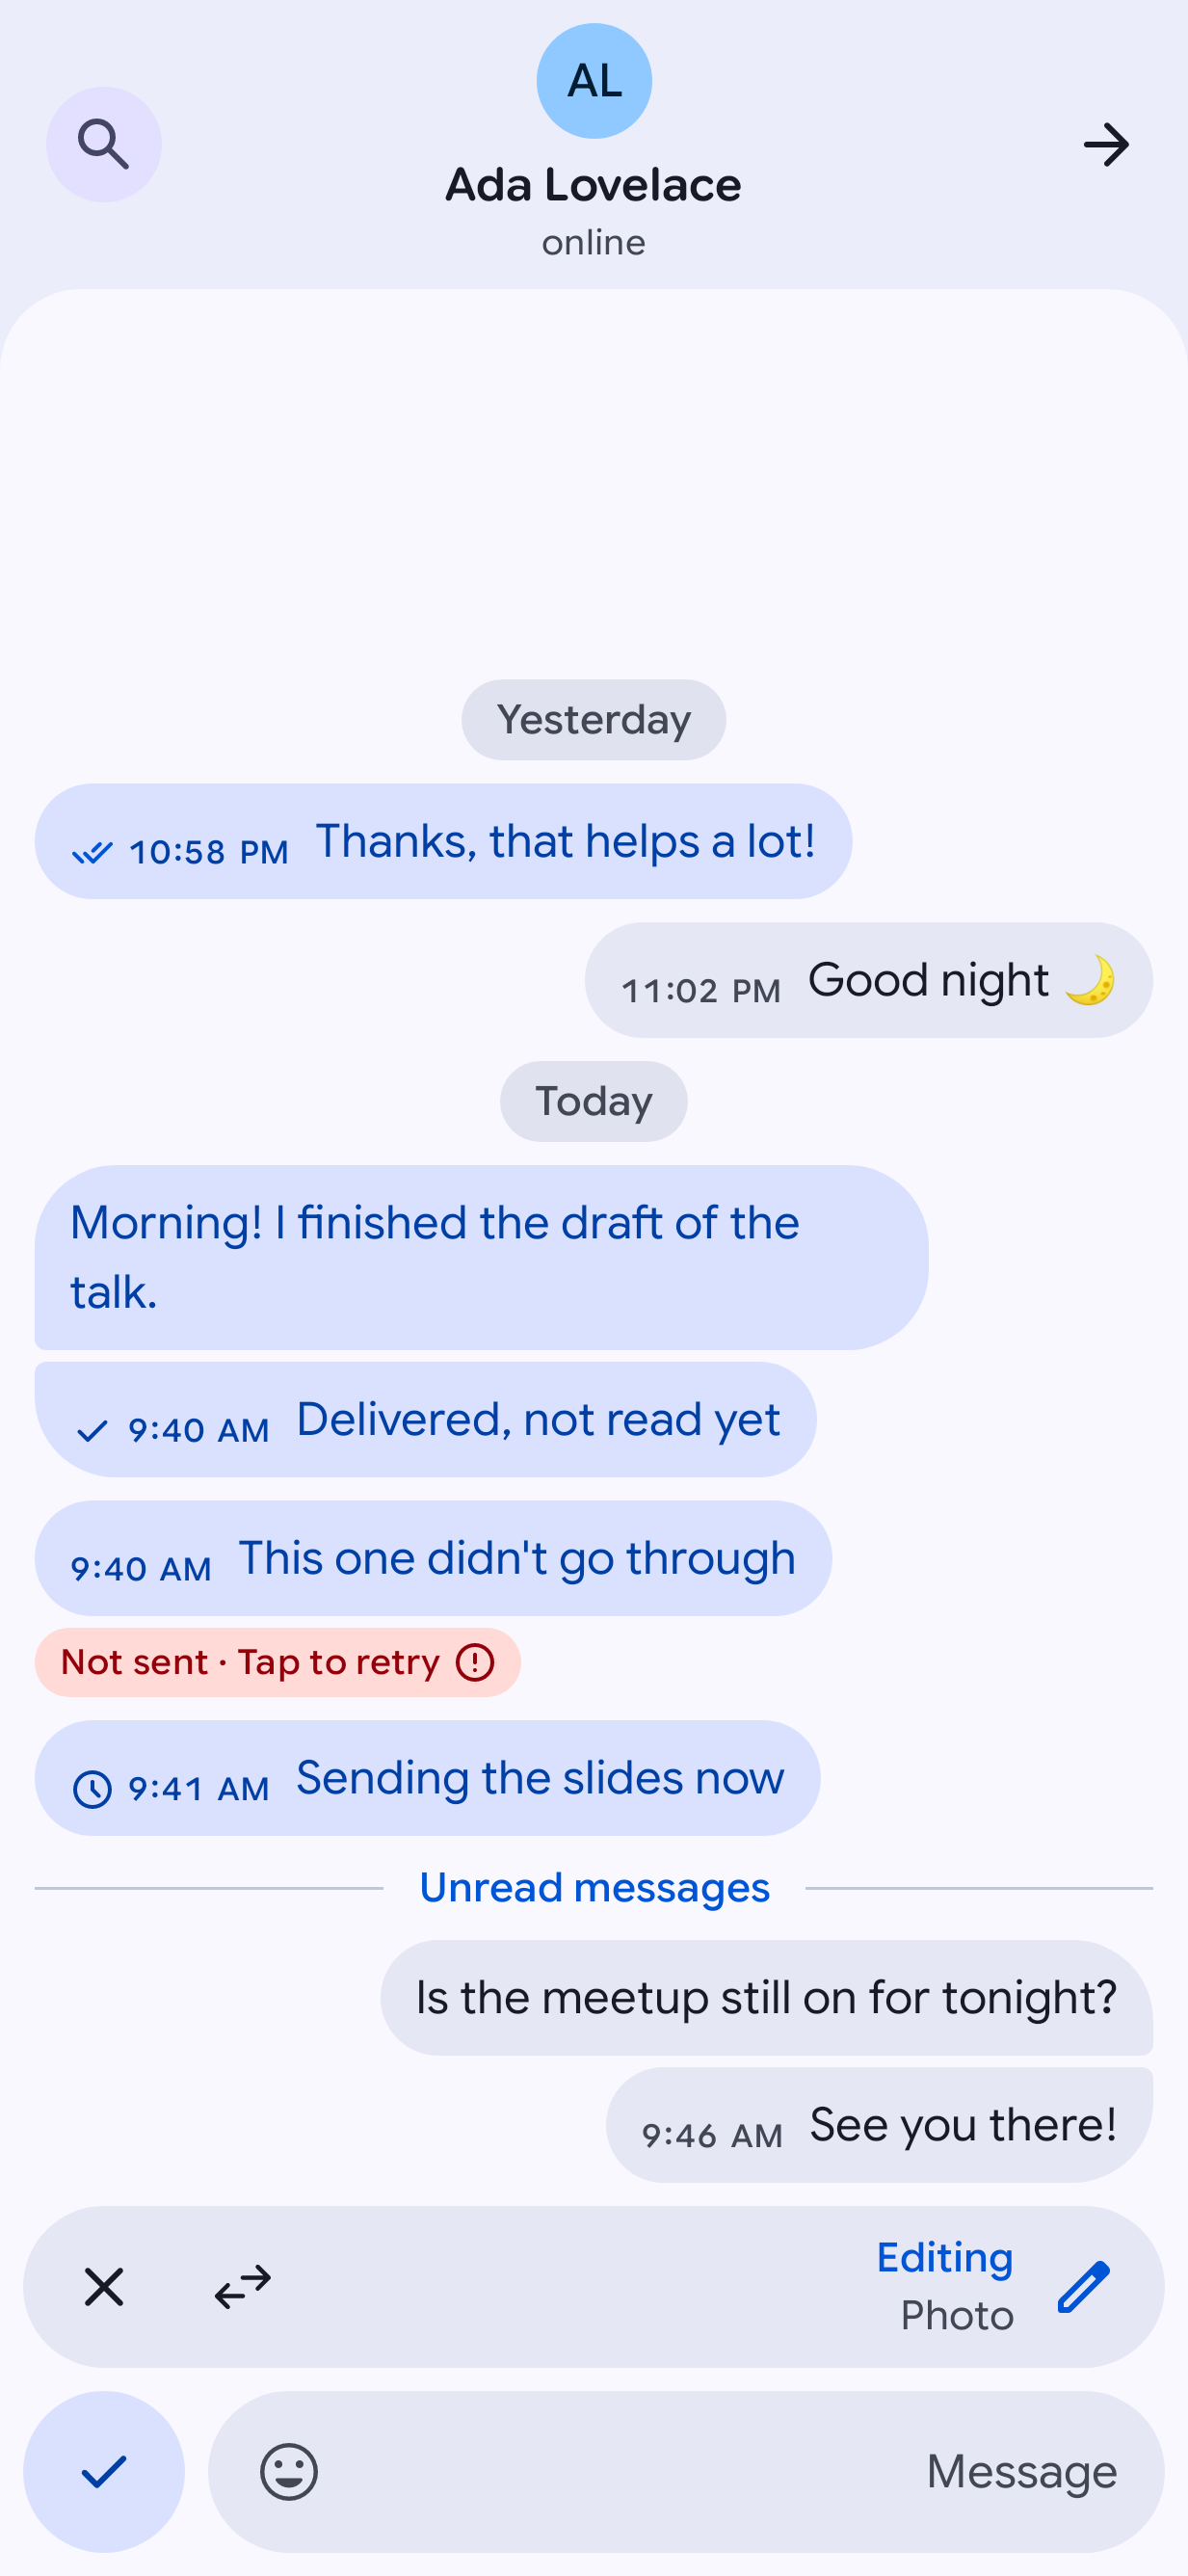 AL
Ada Lovelace
online
Yesterday
10:58 PM Thanks, that helps a lot!
11:02 PM Good night 🌙
Today
Morning! I finished the draft of the
talk.
9:40 AM Delivered, not read yet
9:40 AM This one didn't go through
Not sent · Tap to retry
9:41 AM Sending the slides now
Unread messages
Is the meetup still on for tonight?
9:46 AM See you there!
Editing
Photo
Message